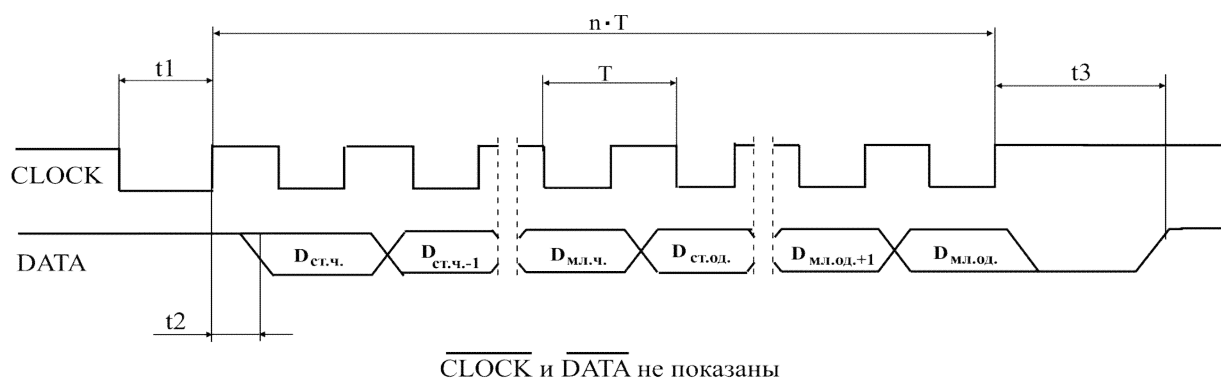 n·T
t1
T
t3
CLOCK
DATA
Dст.ч.
Dст.ч.-1
Dмл.ч.
Dст.од.
Dмл.од.+1
Dмл.од.
t2
CLOCK и DATA не показаны